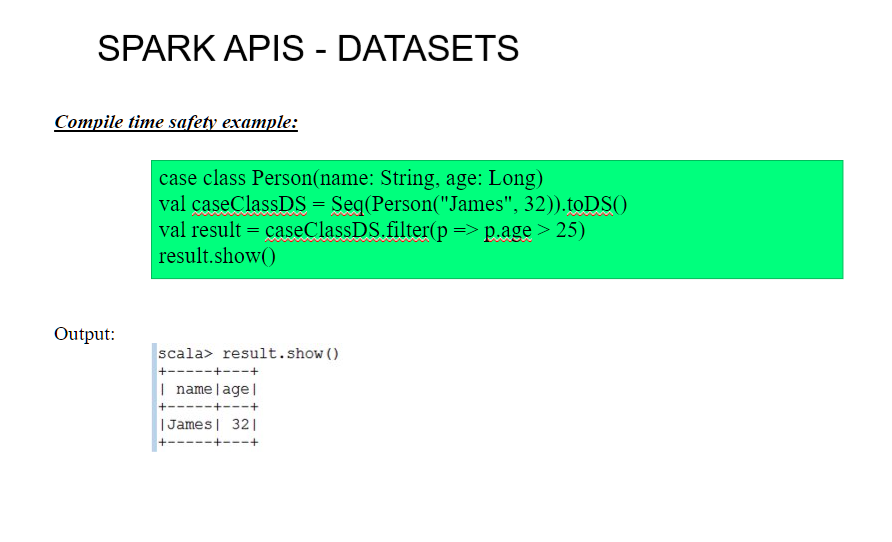 SPARK APIS - DATASETS
Compile time safety example:
case class Person(name: String, age: Long)
val caseClassDS = Seq(Person("James", 32)).toDS()
val result = caseClassDS.filter(p => p.age > 25)
result.show()
Output:
scala> result.show()
+-----+---+
| name|age|
+-----+---+
|James| 32|
+-----+---+